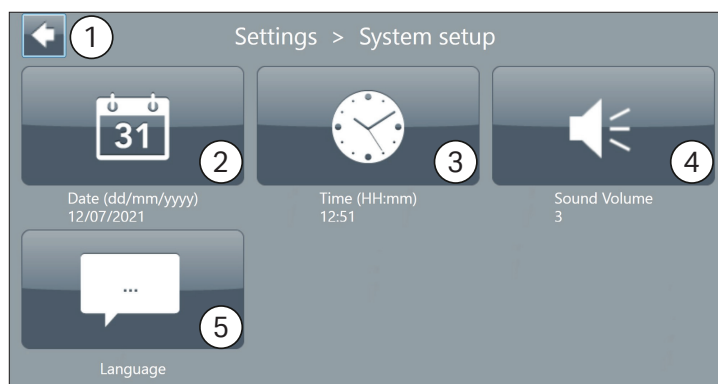 1
Settings > System setup
31
2
3
4
Date (dd/mm/yyyy)
12/07/2021
Time (HH:mm)
12:51
Sound Volume
3
...
5
Language